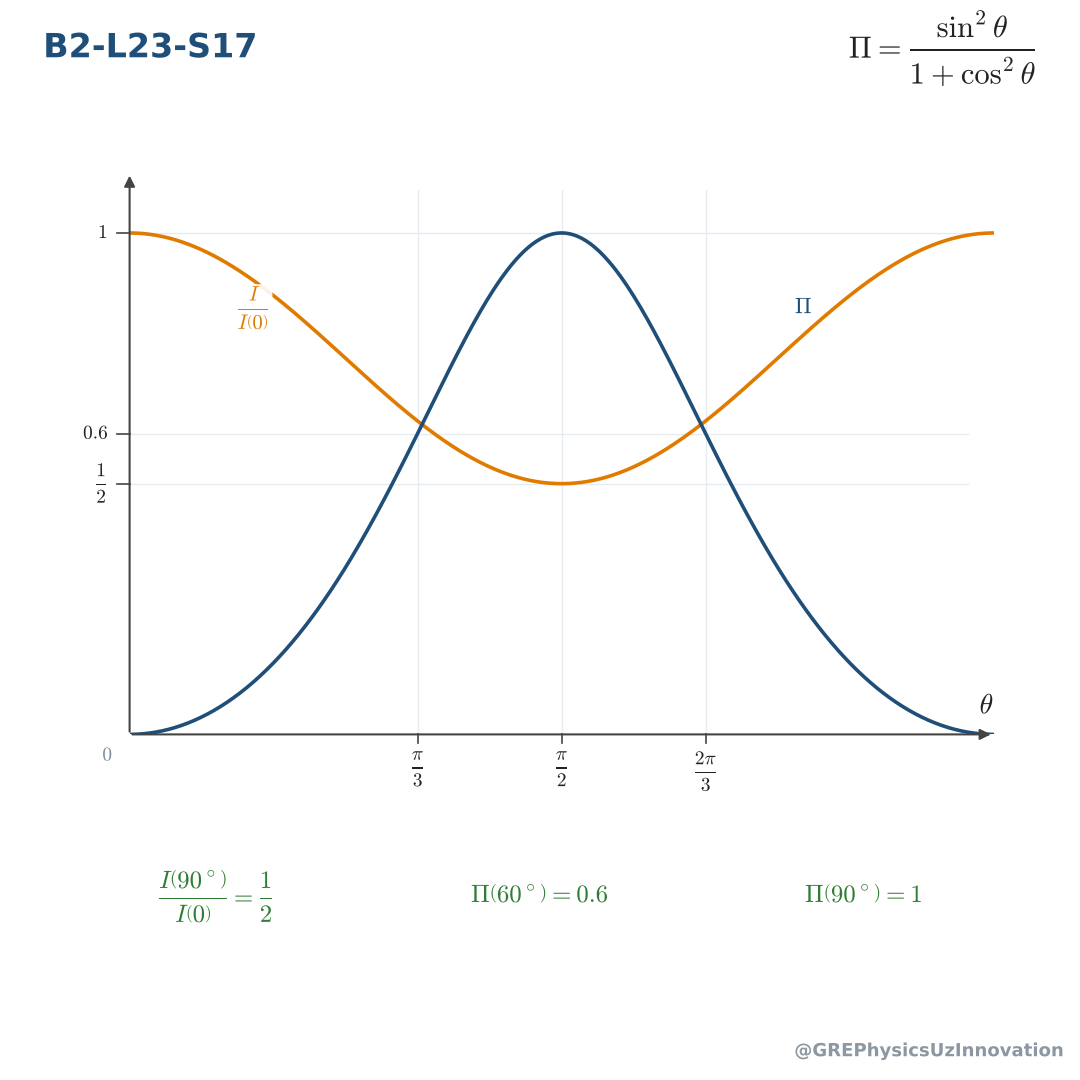 B2-L23-S17
Π = sin² θ / (1 + cos² θ)
1
I / I(0)
Π
0.6
1/2
θ
0
π/3 π/2 2π/3
I(90°) / I(0) = 1/2 Π(60°) = 0.6 Π(90°) = 1
@GREPhysicsUzInnovation